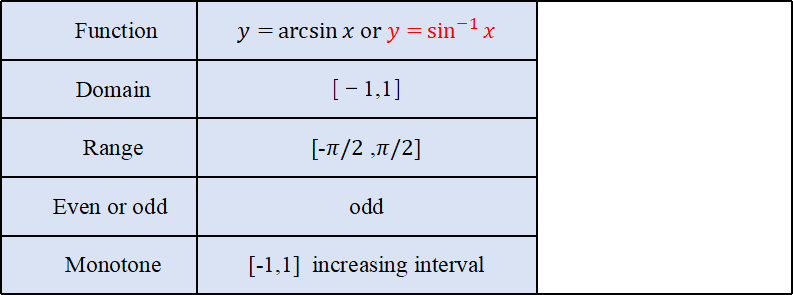 Function y = arcsin x or y = sin⁻¹ x
Domain [ − 1,1]
Range [-π/2 ,π/2]
Even or odd odd
Monotone [-1,1] increasing interval